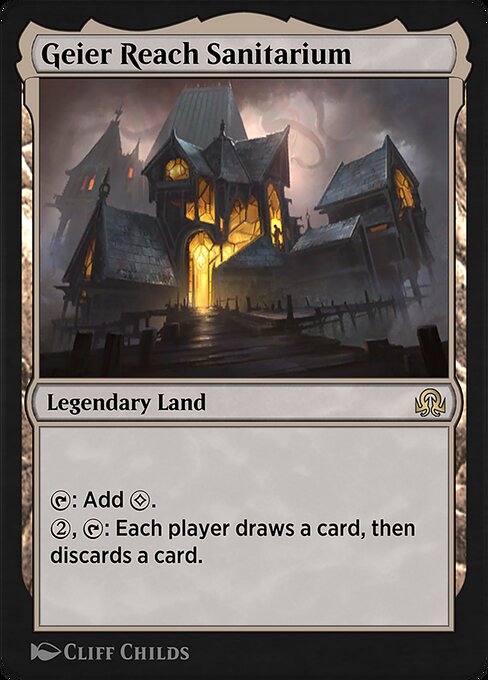 Geier Reach Sanitarium
Legendary Land
: Add .
2, : Each player draws a card, then
discards a card.
CLIFF CHILDS